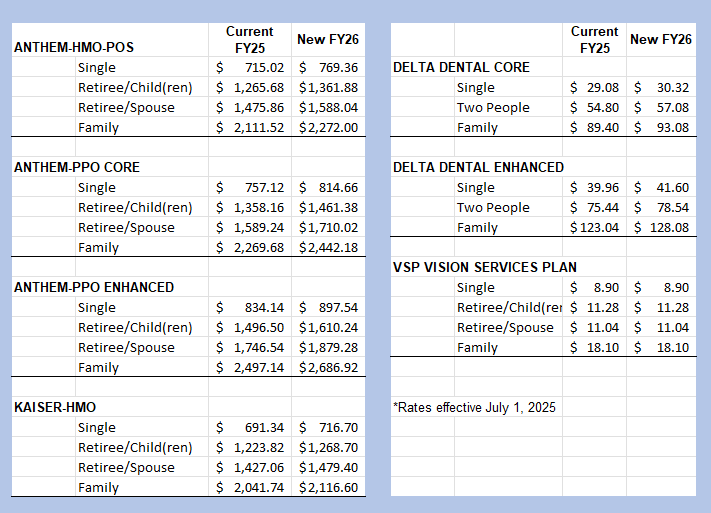 Current FY25 New FY26
ANTHEM-HMO-POS
Single $ 715.02 $ 769.36
Retiree/Child(ren) $ 1,265.68 $1,361.88
Retiree/Spouse $ 1,475.86 $1,588.04
Family $ 2,111.52 $2,272.00
ANTHEM-PPO CORE
Single $ 757.12 $ 814.66
Retiree/Child(ren) $ 1,358.16 $1,461.38
Retiree/Spouse $ 1,589.24 $1,710.02
Family $ 2,269.68 $2,442.18
ANTHEM-PPO ENHANCED
Single $ 834.14 $ 897.54
Retiree/Child(ren) $ 1,496.50 $1,610.24
Retiree/Spouse $ 1,746.54 $1,879.28
Family $ 2,497.14 $2,686.92
KAISER-HMO
Single $ 691.34 $ 716.70
Retiree/Child(ren) $ 1,223.82 $1,268.70
Retiree/Spouse $ 1,427.06 $1,479.40
Family $ 2,041.74 $2,116.60
Current FY25 New FY26
DELTA DENTAL CORE
Single $ 29.08 $ 30.32
Two People $ 54.80 $ 57.08
Family $ 89.40 $ 93.08
DELTA DENTAL ENHANCED
Single $ 39.96 $ 41.60
Two People $ 75.44 $ 78.54
Family $123.04 $ 128.08
VSP VISION SERVICES PLAN
Single $ 8.90 $ 8.90
Retiree/Child(rer $ 11.28 $ 11.28
Retiree/Spouse $ 11.04 $ 11.04
Family $ 18.10 $ 18.10
*Rates effective July 1, 2025